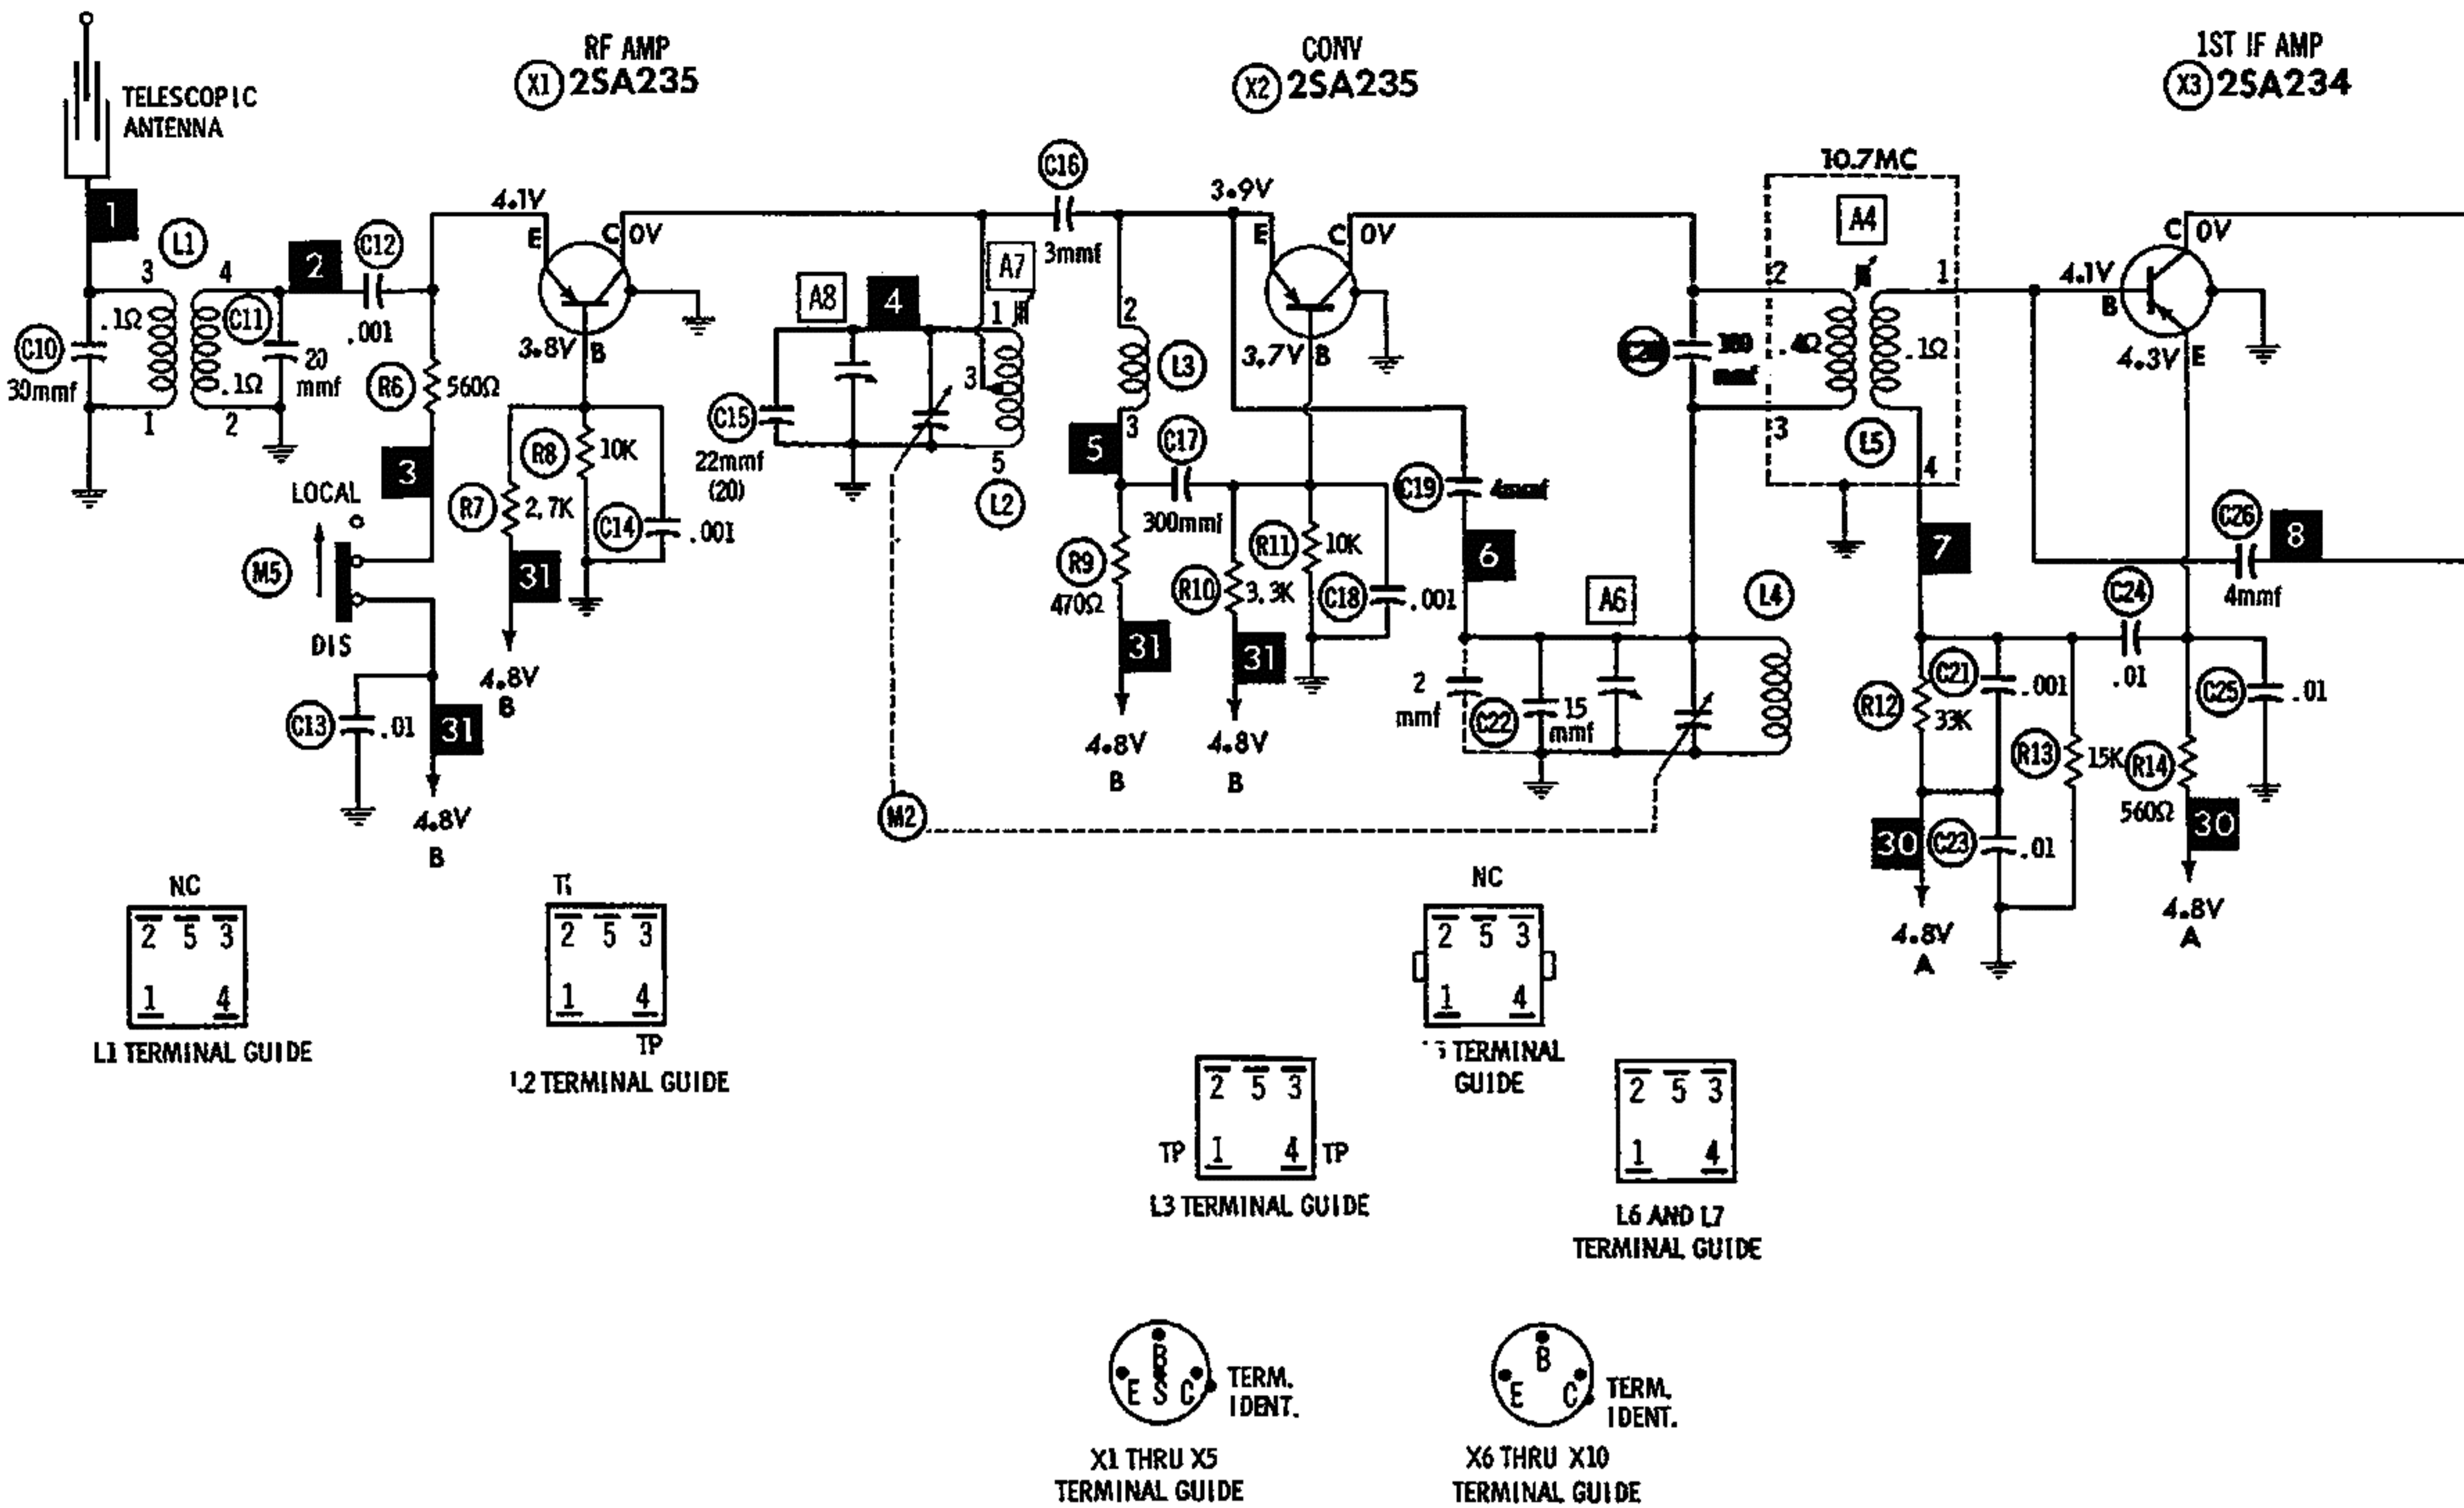 RF AMP
X1 2SA235
CONV
X2 2SA235
1ST IF AMP
X3 2SA234
TELESCOPIC
ANTENNA
1
L1
3
4
2
C12
.001
C10
30mmf
.1Ω
C11
.1Ω
20
mmf
1
2
R6
560Ω
3
LOCAL
M5
DIS
C13
.01
31
4.8V
B
4.1V
E
C 0V
3.8V B
R8
10K
R7
2.7K
C14
.001
31
4.8V
B
A8
4
A7
1
3
5
L2
C15
22mmf
(20)
M2
C16
3mmf
3.9V
E
C 0V
3.7V B
2
L3
3
5
C17
300mmf
R9
470Ω
31
4.8V
B
R10
3.3K
31
4.8V
B
R11
10K
C18
.001
C19
4mmf
6
2
mmf
C22
15
mmf
A6
L4
10.7MC
A4
2
1
.1Ω
3
L5
4
7
4.1V
B
C 0V
4.3V E
C26
4mmf
8
C24
.01
C25
.01
R12
33K
C21
.001
R13
15K
R14
560Ω
30
4.8V
A
C23
.01
30
4.8V
A
NC
2 5 3
1 4
L1 TERMINAL GUIDE
2 5 3
1 4
TP
L2 TERMINAL GUIDE
NC
2 5 3
1 4
TERMINAL
GUIDE
2 5 3
TP 1 4 TP
L3 TERMINAL GUIDE
2 5 3
1 4
L6 AND L7
TERMINAL GUIDE
B
E S C
TERM.
IDENT.
X1 THRU X5
TERMINAL GUIDE
B
E C
TERM.
IDENT.
X6 THRU X10
TERMINAL GUIDE